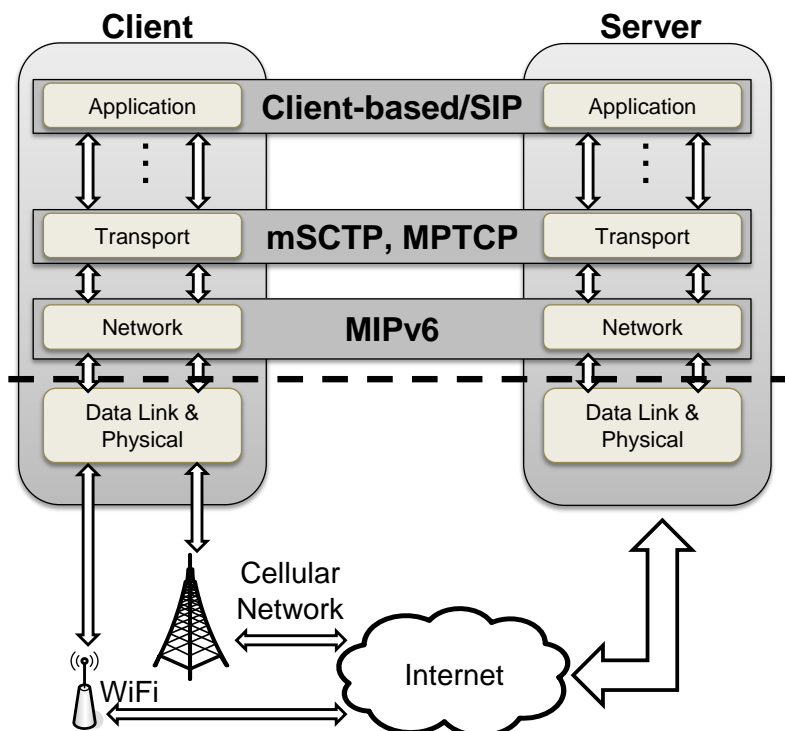 Client Server
Application Client-based/SIP Application
Transport mSCTP, MPTCP Transport
Network MIPv6 Network
Data Link &
Physical
Data Link &
Physical
Cellular
Network
Internet
WiFi